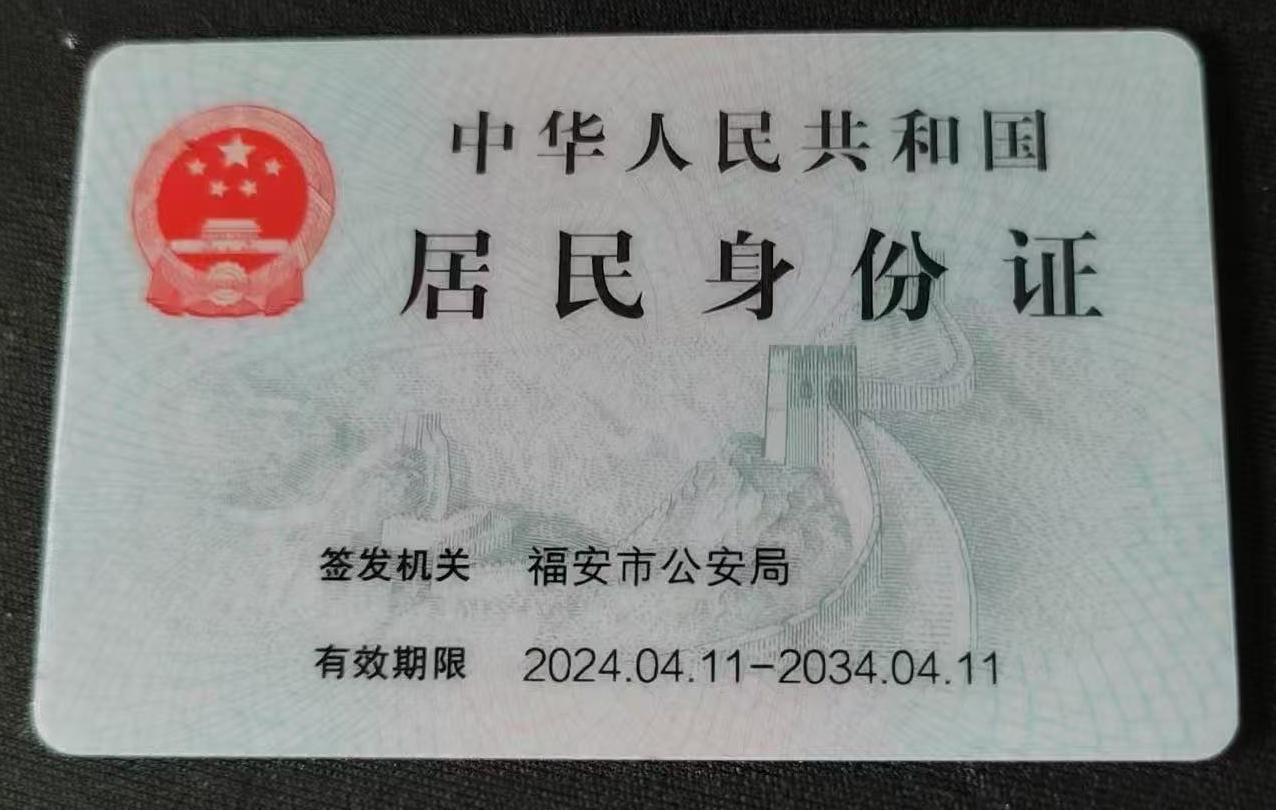 中华人民共和国
居民身份证
签发机关 福安市公安局
有效期限 2024.04.11-2034.04.11